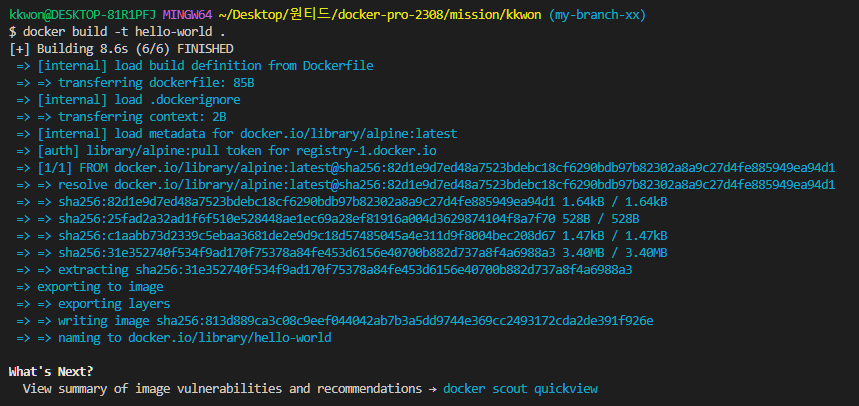 kkwon@DESKTOP-81R1PFJ MINGW64 ~/Desktop/원티드/docker-pro-2308/mission/kkwon (my-branch-xx)
$ docker build -t hello-world .
[+] Building 8.6s (6/6) FINISHED
=> [internal] load build definition from Dockerfile
=> => transferring dockerfile: 85B
=> [internal] load .dockerignore
=> => transferring context: 2B
=> [internal] load metadata for docker.io/library/alpine:latest
=> [auth] library/alpine:pull token for registry-1.docker.io
=> [1/1] FROM docker.io/library/alpine:latest@sha256:82d1e9d7ed48a7523bdebc18cf6290bdb97b82302a8a9c27d4fe885949ea94d1
=> => resolve docker.io/library/alpine:latest@sha256:82d1e9d7ed48a7523bdebc18cf6290bdb97b82302a8a9c27d4fe885949ea94d1
=> => sha256:82d1e9d7ed48a7523bdebc18cf6290bdb97b82302a8a9c27d4fe885949ea94d1 1.64kB / 1.64kB
=> => sha256:25fad2a32ad1f6f510e528448ae1ec69a28ef81916a004d3629874104f8a7f70 528B / 528B
=> => sha256:c1aabb73d2339c5ebaa3681de2e9d9c18d57485045a4e311d9f8004bec208d67 1.47kB / 1.47kB
=> => sha256:31e352740f534f9ad170f75378a84fe453d6156e40700b882d737a8f4a6988a3 3.40MB / 3.40MB
=> => extracting sha256:31e352740f534f9ad170f75378a84fe453d6156e40700b882d737a8f4a6988a3
=> exporting to image
=> => exporting layers
=> => writing image sha256:813d889ca3c08c9eef044042ab7b3a5dd9744e369cc2493172cda2de391f926e
=> => naming to docker.io/library/hello-world
What's Next?
View summary of image vulnerabilities and recommendations → docker scout quickview